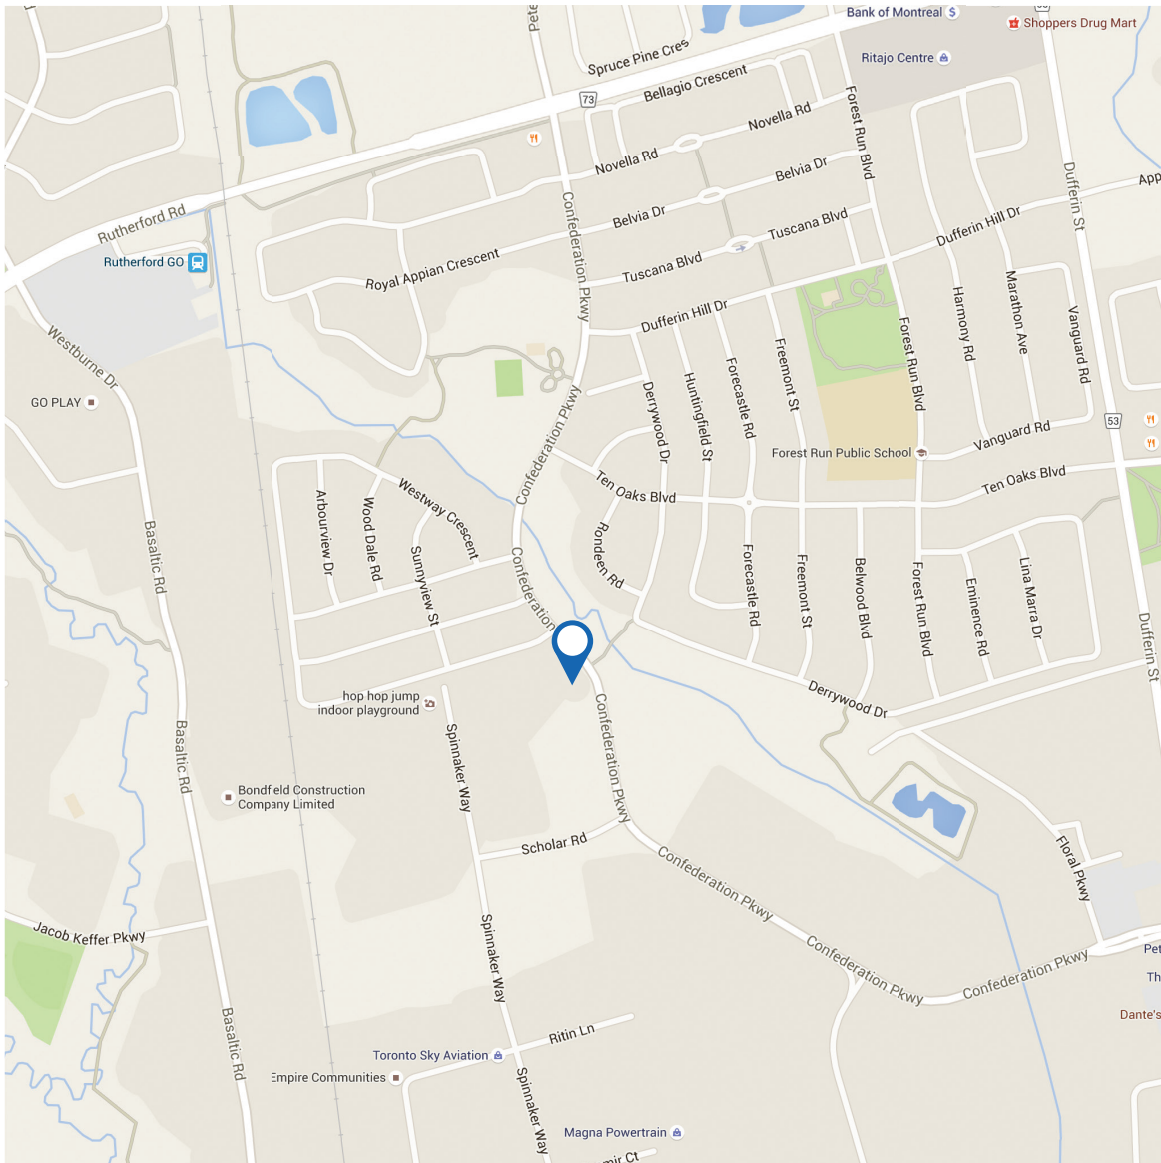 Bank of Montreal
Shoppers Drug Mart
Spruce Pine Cres
Ritajo Centre
Bellagio Crescent
73
Novella Rd
Forest Run Blvd
Novella Rd
Belvia Dr
Dufferin St
Confederation Pkwy
Belvia Dr
Tuscana Blvd
Dufferin Hill Dr
Rutherford Rd
Rutherford GO
Royal Appian Crescent
Tuscana Blvd
Dufferin Hill Dr
Westburne Dr
Harmony Rd
Marathon Ave
Vanguard Rd
Forest Run Blvd
Freemont St
Forecastle Rd
Huntingfield St
Derrywood Dr
GO PLAY
Confederation Pkwy
53
Vanguard Rd
Forest Run Public School
Ten Oaks Blvd
Ten Oaks Blvd
Westway Crescent
Arbourview Dr
Wood Dale Rd
Sunnyview St
Basaltic Rd
Rondeen Rd
Confederation
Forecastle Rd
Freemont St
Belwood Blvd
Forest Run Blvd
Eminence Rd
Lina Marra Dr
Dufferin St
Derrywood Dr
hop hop jump
indoor playground
Confederation Pkwy
Basaltic Rd
Spinnaker Way
Bondfeld Construction
Company Limited
Scholar Rd
Floral Pkwy
Confederation Pkwy
Jacob Keffer Pkwy
Spinnaker Way
Confederation Pkwy
Confederation Pkwy
Basaltic Rd
Dante's
Ritin Ln
Toronto Sky Aviation
Empire Communities
Spinnaker Way
Magna Powertrain
Ct